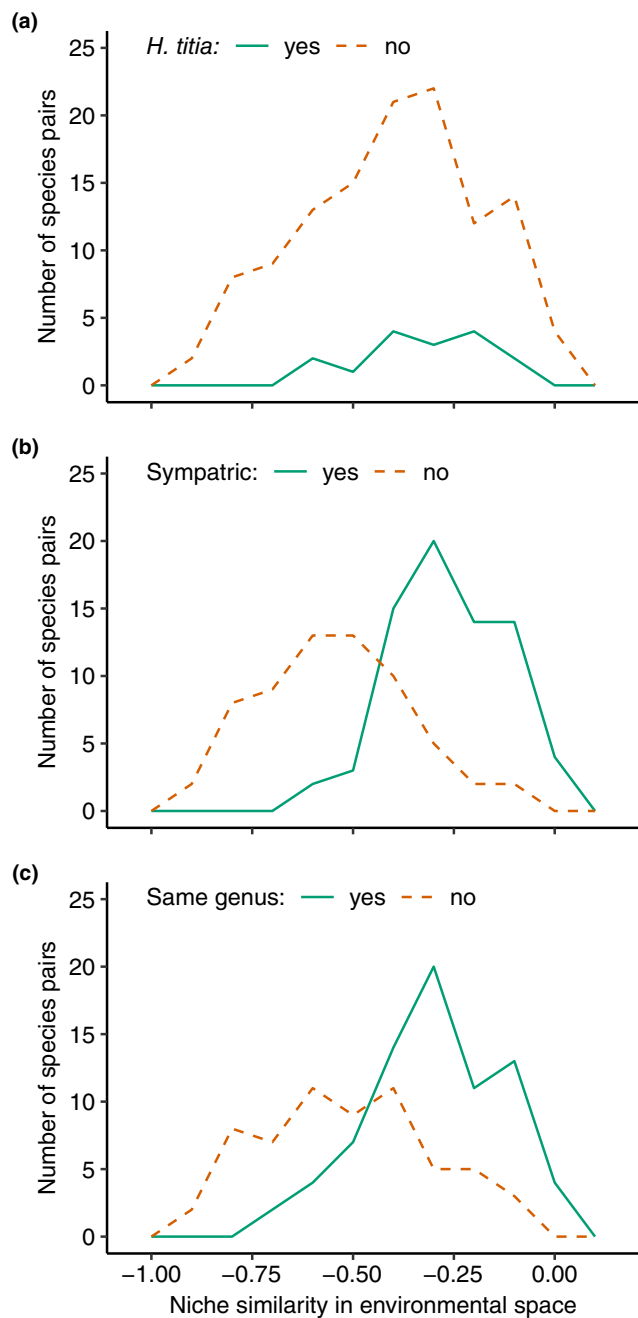 (a)
H. titia: yes no
25
20
15
10
5
0
Number of species pairs
(b)
Sympatric: yes no
25
20
15
10
5
0
Number of species pairs
(c)
Same genus: yes no
25
20
15
10
5
0
Number of species pairs
−1.00 −0.75 −0.50 −0.25 0.00
Niche similarity in environmental space